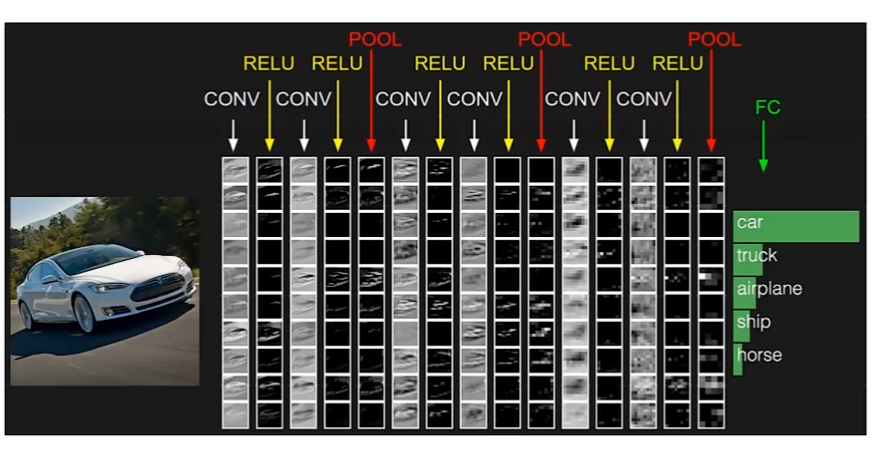 POOL POOL POOL
RELU RELU RELU RELU RELU RELU
CONV CONV CONV CONV CONV CONV
FC
car
truck
airplane
ship
horse